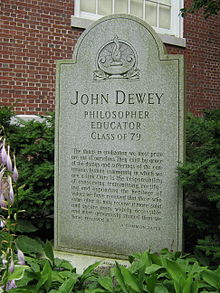 JOHN DEWEY
PHILOSOPHER
EDUCATOR
CLASS OF 79
The things in civilization we most prize
are not of ourselves. They exist by grace
of the doings and sufferings of the con-
tinuous human community in which we
are a link. Ours is the responsibility
of conserving, transmitting, rectify-
ing and expanding the heritage of
values we have received that those who
come after us may receive it more solid
and secure, more widely accessible
and more generously shared than we
have received it.
A COMMON FAITH